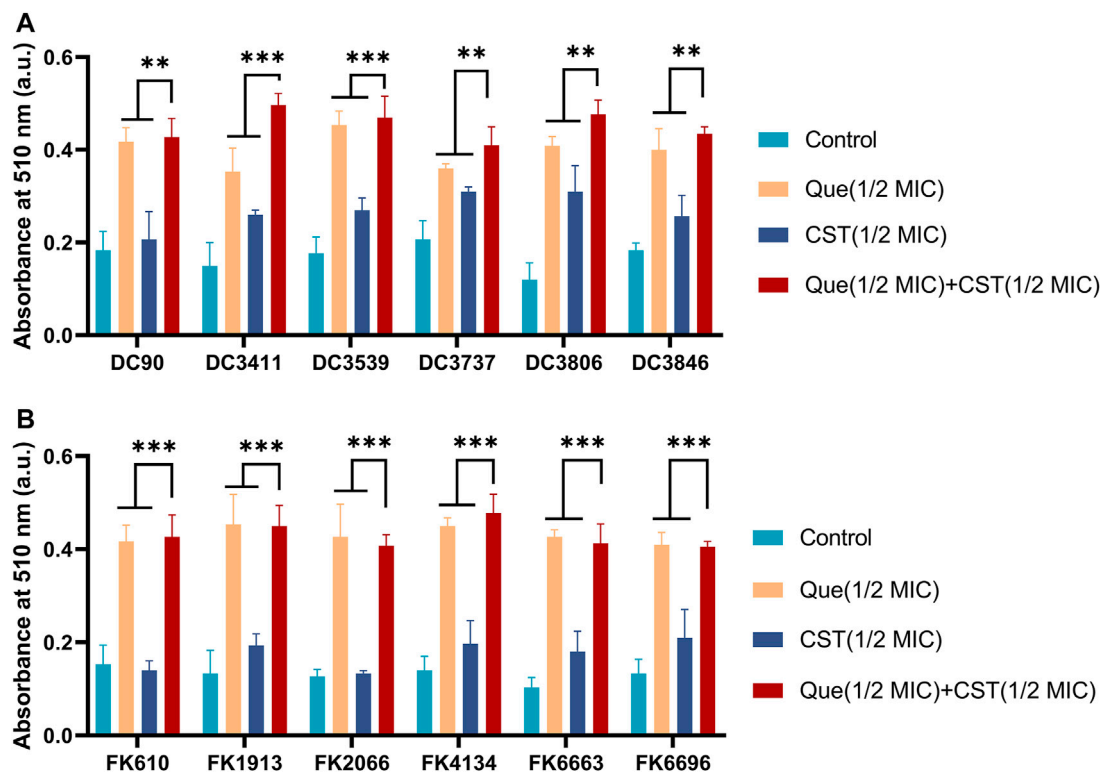 A
Absorbance at 510 nm (a.u.)
0.6
0.4
0.2
0.0
** *** *** ** ** **
DC90 DC3411 DC3539 DC3737 DC3806 DC3846
Control
Que(1/2 MIC)
CST(1/2 MIC)
Que(1/2 MIC)+CST(1/2 MIC)
B
Absorbance at 510 nm (a.u.)
0.6
0.4
0.2
0.0
*** *** *** *** *** ***
FK610 FK1913 FK2066 FK4134 FK6663 FK6696
Control
Que(1/2 MIC)
CST(1/2 MIC)
Que(1/2 MIC)+CST(1/2 MIC)